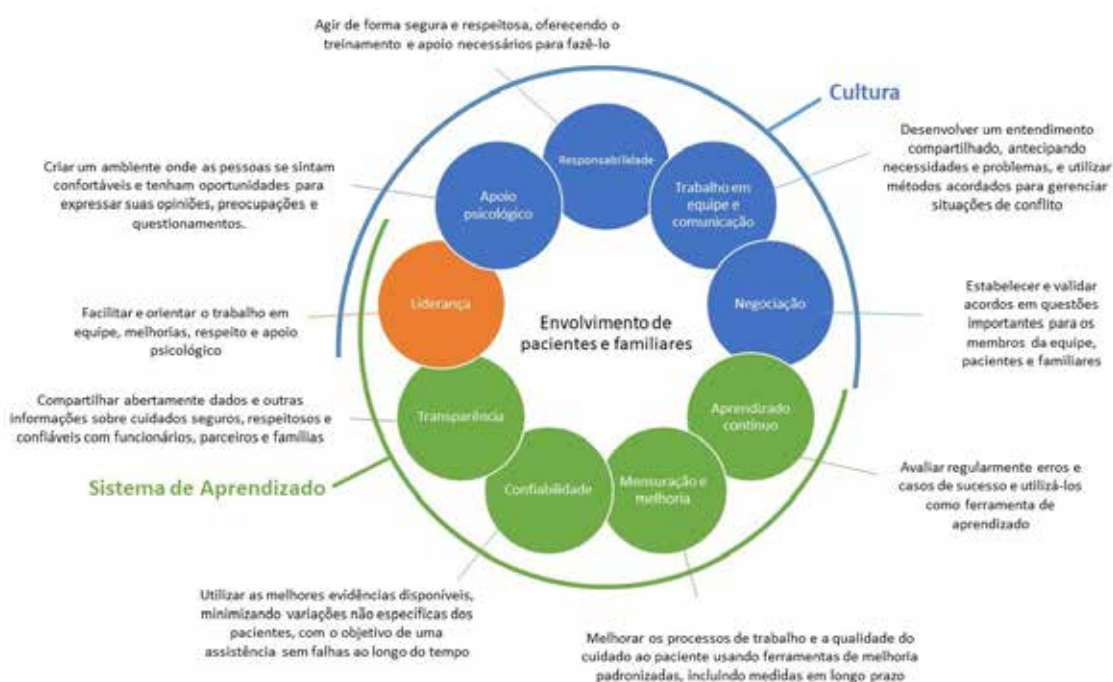 Agir de forma segura e respeitosa, oferecendo o
treinamento e apoio necessários para fazê-lo
Cultura
Responsabilidade
Desenvolver um entendimento
compartilhado, antecipando
necessidades e problemas, e utilizar
métodos acordados para gerenciar
situações de conflito
Criar um ambiente onde as pessoas se sintam
confortáveis e tenham oportunidades para
expressar suas opiniões, preocupações e
questionamentos.
Apoio
psicológico
Trabalho em
equipe e
comunicação
Liderança
Negociação
Estabelecer e validar
acordos em questões
importantes para os
membros da equipe,
pacientes e familiares
Facilitar e orientar o trabalho em
equipe, melhorias, respeito e apoio
psicológico
Envolvimento de
pacientes e familiares
Compartilhar abertamente dados e outras
informações sobre cuidados seguros, respeitosos e
confiáveis com funcionários, parceiros e famílias
Transparência
Aprendizado
contínuo
Sistema de Aprendizado
Confiabilidade
Mensuração e
melhoria
Avaliar regularmente erros e
casos de sucesso e utilizá-los
como ferramenta de
aprendizado
Utilizar as melhores evidências disponíveis,
minimizando variações não específicas dos
pacientes, com o objetivo de uma
assistência sem falhas ao longo do tempo
Melhorar os processos de trabalho e a qualidade do
cuidado ao paciente usando ferramentas de melhoria
padronizadas, incluindo medidas em longo prazo